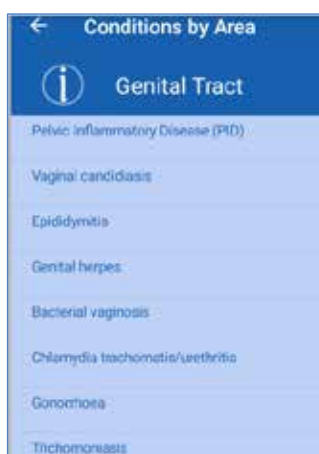 Conditions by Area
Genital Tract
Pelvic Inflammatory Disease (PID)
Vaginal candidiasis
Epididymitis
Genital herpes
Bacterial vaginosis
Chlamydia trachomatis/urethritis
Gonorrhoea
Trichomoniasis